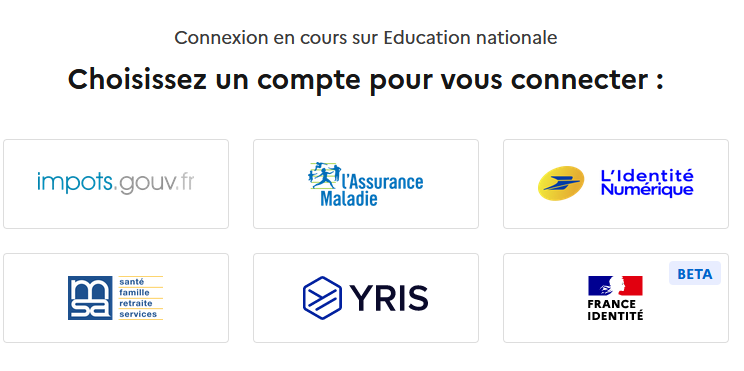 Connexion en cours sur Education nationale
Choisissez un compte pour vous connecter :
impots.gouv.fr
l'Assurance
Maladie
L'Identité
Numérique
msa
santé
famille
retraite
services
YRIS
BETA
FRANCE
IDENTITÉ